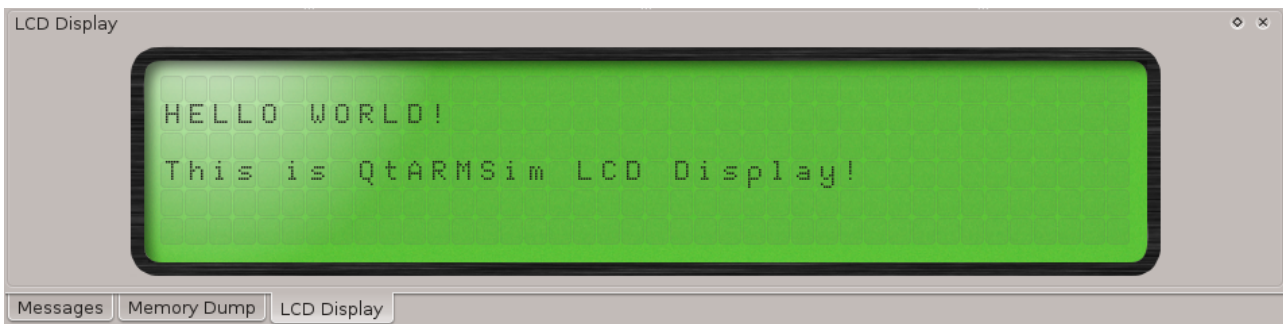 LCD Display
HELLO WORLD!
This is QtARMSim LCD Display!
Messages Memory Dump LCD Display